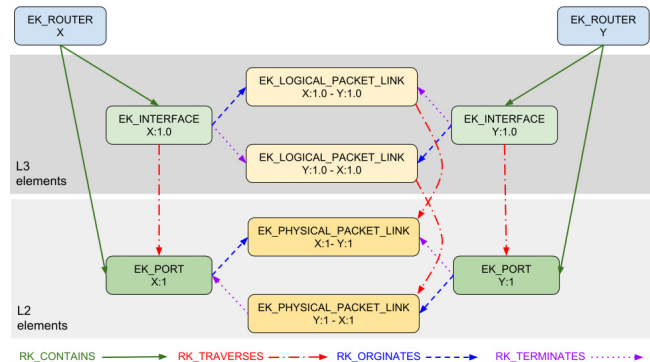 EK_ROUTER
X
EK_ROUTER
Y
EK_LOGICAL_PACKET_LINK
X:1.0 - Y:1.0
EK_INTERFACE
X:1.0
EK_INTERFACE
Y:1.0
EK_LOGICAL_PACKET_LINK
Y:1.0 - X:1.0
L3
elements
EK_PHYSICAL_PACKET_LINK
X:1- Y:1
EK_PORT
X:1
EK_PORT
Y:1
EK_PHYSICAL_PACKET_LINK
Y:1 - X:1
L2
elements
RK_CONTAINS RK_TRAVERSES RK_ORGINATES RK_TERMINATES